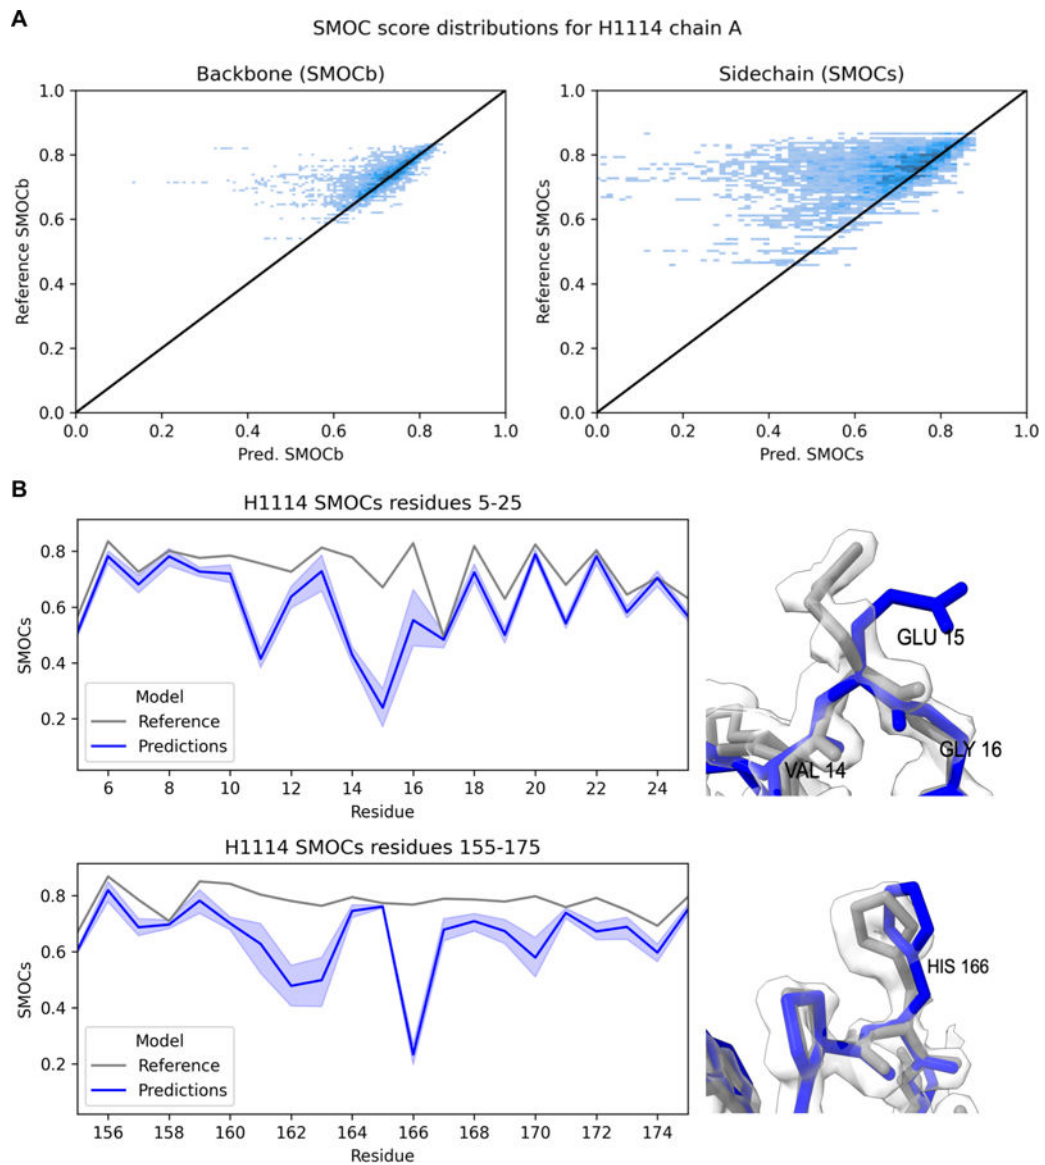 A
SMOC score distributions for H1114 chain A
Backbone (SMOCb)
Sidechain (SMOCs)
1.0
0.8
0.6
0.4
0.2
0.0
Reference SMOCb
0.0 0.2 0.4 0.6 0.8 1.0
Pred. SMOCb
1.0
0.8
0.6
0.4
0.2
0.0
Reference SMOCs
0.0 0.2 0.4 0.6 0.8 1.0
Pred. SMOCs
B
H1114 SMOCs residues 5-25
0.8
0.6
0.4
0.2
SMOCs
Model
Reference
Predictions
6 8 10 12 14 16 18 20 22 24
Residue
GLU 15
GLY 16
VAL 14
H1114 SMOCs residues 155-175
0.8
0.6
0.4
0.2
SMOCs
Model
Reference
Predictions
156 158 160 162 164 166 168 170 172 174
Residue
HIS 166